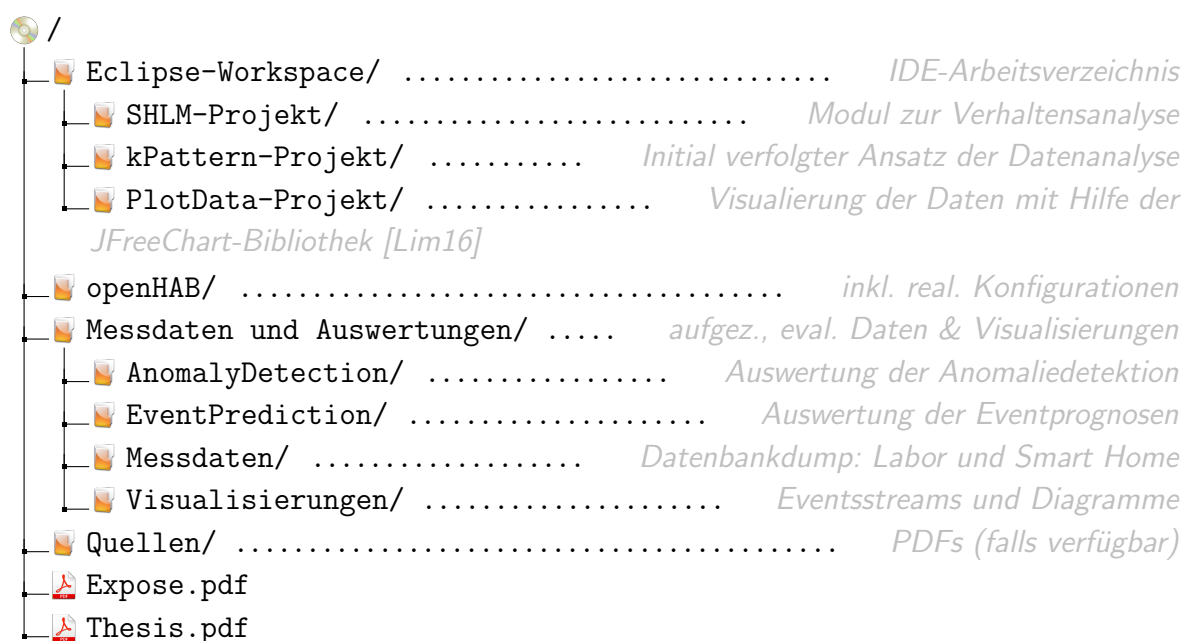 /
Eclipse-Workspace/ .............................. IDE-Arbeitsverzeichnis
SHLM-Projekt/ ........................... Modul zur Verhaltensanalyse
kPattern-Projekt/ ........... Initial verfolgter Ansatz der Datenanalyse
PlotData-Projekt/ ................ Visualierung der Daten mit Hilfe der
JFreeChart-Bibliothek [Lim16]
openHAB/ ...................................... inkl. real. Konfigurationen
Messdaten und Auswertungen/ ..... aufgez., eval. Daten & Visualisierungen
AnomalyDetection/ ................. Auswertung der Anomaliedetektion
EventPrediction/ ..................... Auswertung der Eventprognosen
Messdaten/ ................... Datenbankdump: Labor und Smart Home
Visualisierungen/ ..................... Eventsstreams und Diagramme
Quellen/ .......................................... PDFs (falls verfügbar)
Expose.pdf
Thesis.pdf